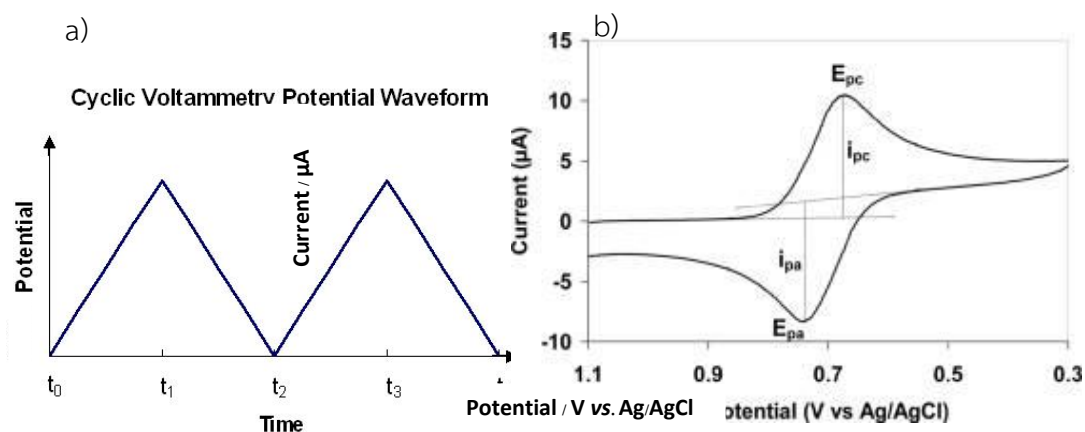 a)
Cyclic Voltammetry Potential Waveform
Potential
Current / µA
t0
t1
t2
t3
Time
b)
Current (µA)
15
10
5
0
-5
-10
Epc
ipc
ipa
Epa
1.1
0.9
0.7
0.5
0.3
Potential / V vs. Ag/AgCl
otential (V vs Ag/AgCl)